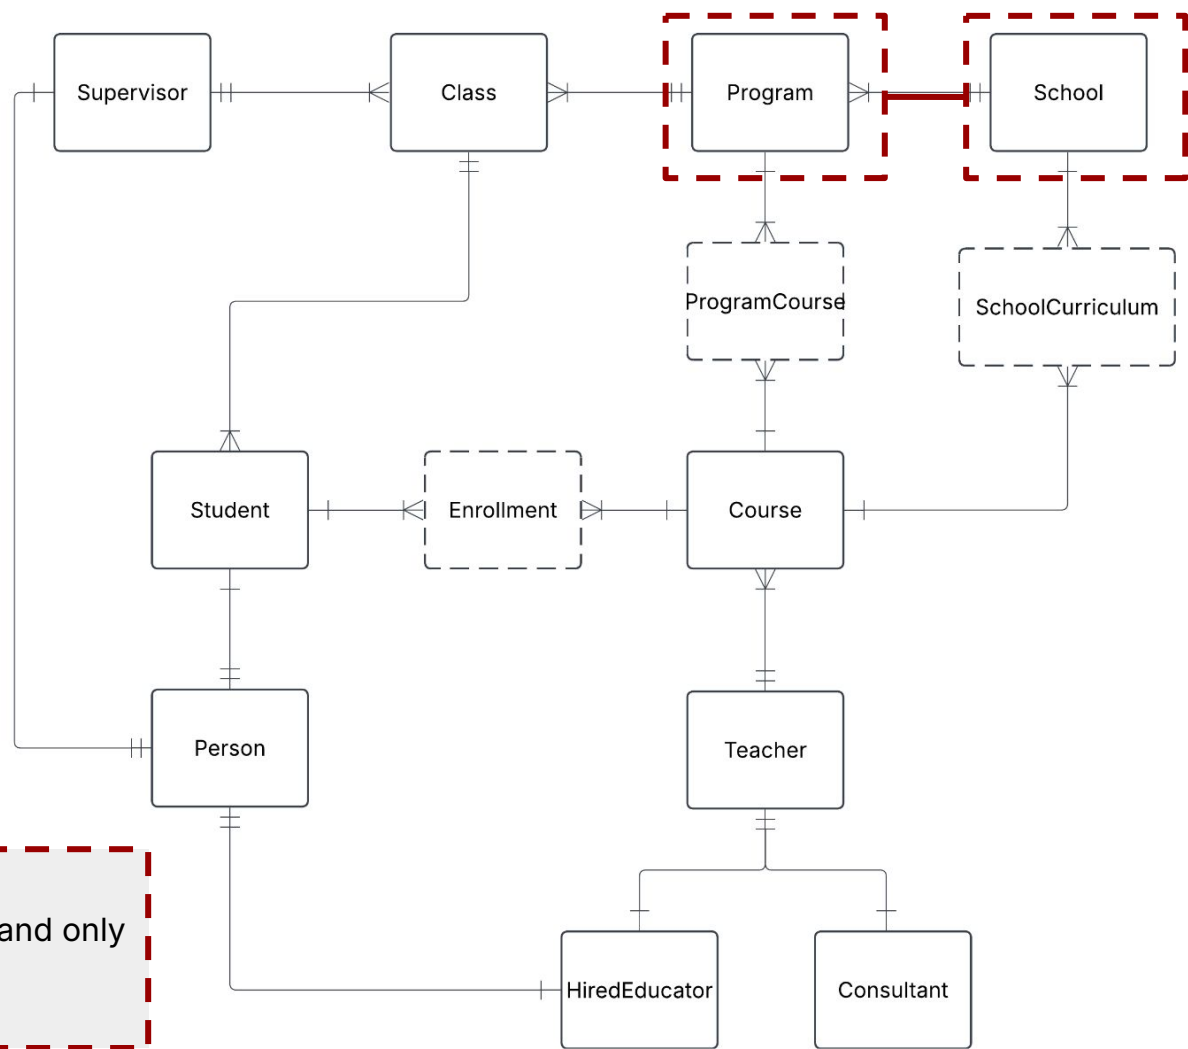 Supervisor
Class
Program
School
ProgramCourse
SchoolCurriculum
Student
Enrollment
Course
Person
Teacher
and only
HiredEducator
Consultant